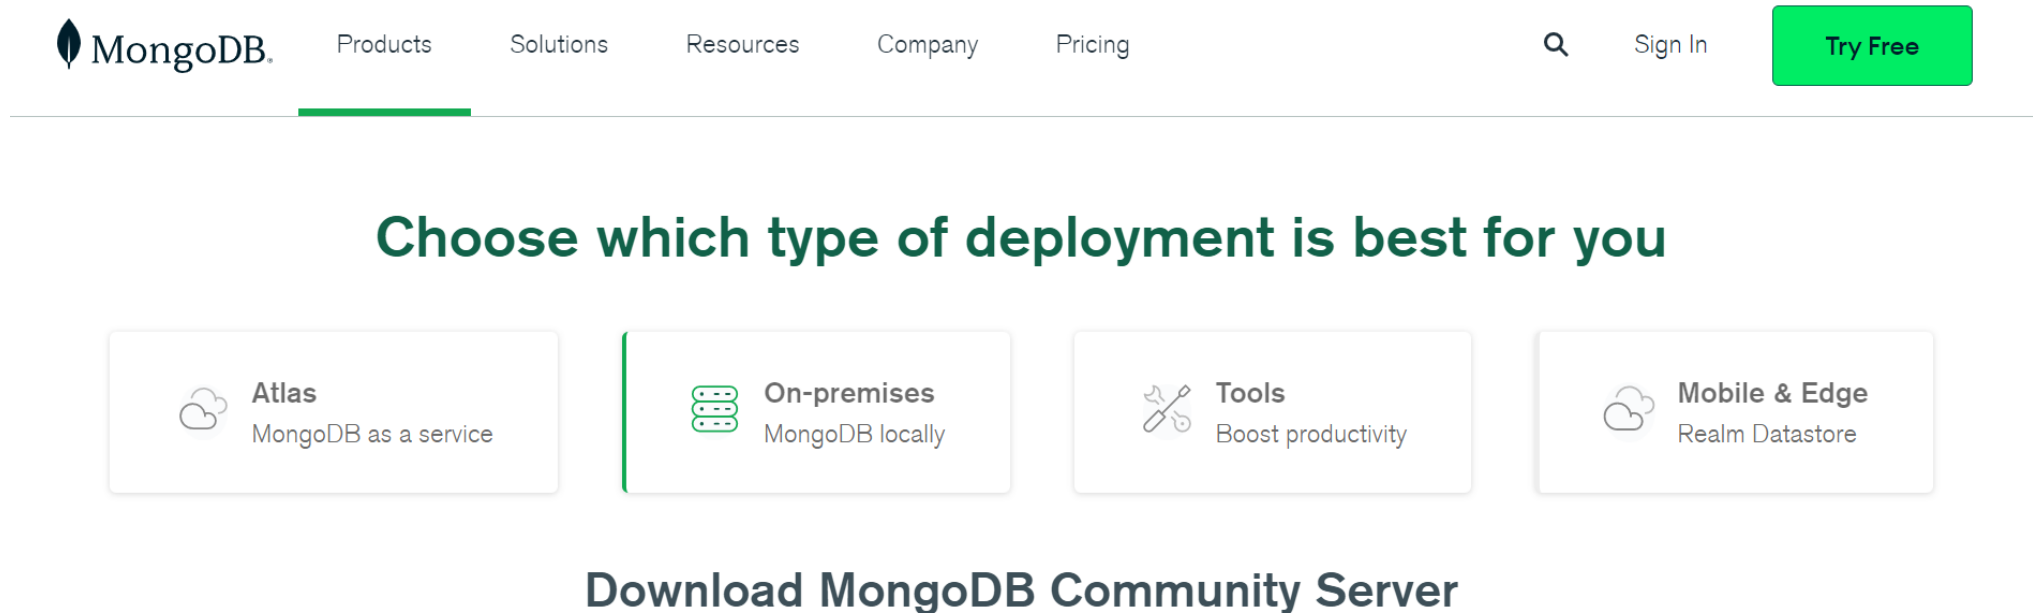 MongoDB.
Products
Solutions
Resources
Company
Pricing
Sign In
Try Free
Choose which type of deployment is best for you
Atlas
MongoDB as a service
On-premises
MongoDB locally
Tools
Boost productivity
Mobile & Edge
Realm Datastore
Download MongoDB Community Server